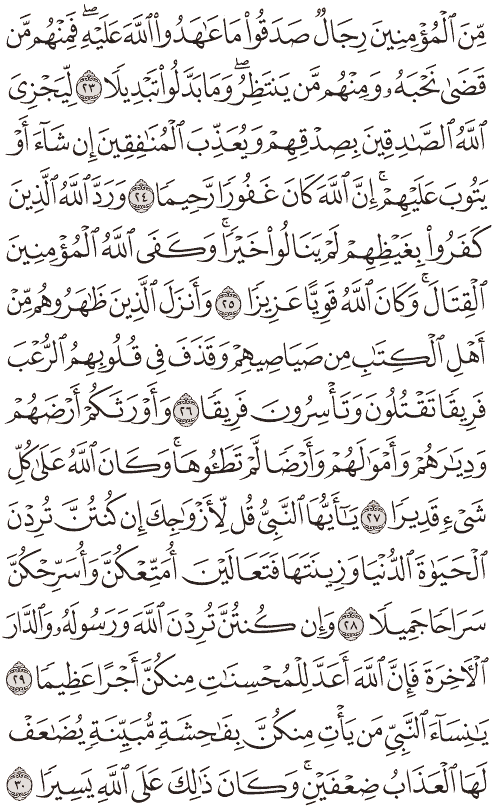 مِّنَ ٱلْمُؤْمِنِينَ رِجَالٌ صَدَقُوا۟ مَا عَٰهَدُوا۟ ٱللَّهَ عَلَيْهِ ۖ فَمِنْهُم مَّن
قَضَىٰ نَحْبَهُۥ وَمِنْهُم مَّن يَنتَظِرُ ۖ وَمَا بَدَّلُوا۟ تَبْدِيلًا ٢٣ لِّيَجْزِىَ
ٱللَّهُ ٱلصَّٰدِقِينَ بِصِدْقِهِمْ وَيُعَذِّبَ ٱلْمُنَٰفِقِينَ إِن شَآءَ أَوْ
يَتُوبَ عَلَيْهِمْ ۚ إِنَّ ٱللَّهَ كَانَ غَفُورًا رَّحِيمًا ٢٤ وَرَدَّ ٱللَّهُ ٱلَّذِينَ
كَفَرُوا۟ بِغَيْظِهِمْ لَمْ يَنَالُوا۟ خَيْرًا ۚ وَكَفَى ٱللَّهُ ٱلْمُؤْمِنِينَ
ٱلْقِتَالَ ۚ وَكَانَ ٱللَّهُ قَوِيًّا عَزِيزًا ٢٥ وَأَنزَلَ ٱلَّذِينَ ظَٰهَرُوهُم مِّنْ
أَهْلِ ٱلْكِتَٰبِ مِن صَيَاصِيهِمْ وَقَذَفَ فِى قُلُوبِهِمُ ٱلرُّعْبَ
فَرِيقًا تَقْتُلُونَ وَتَأْسِرُونَ فَرِيقًا ٢٦ وَأَوْرَثَكُمْ أَرْضَهُمْ
وَدِيَٰرَهُمْ وَأَمْوَٰلَهُمْ وَأَرْضًا لَّمْ تَطَـُٔوهَا ۚ وَكَانَ ٱللَّهُ عَلَىٰ كُلِّ
شَىْءٍ قَدِيرًا ٢٧ يَٰٓأَيُّهَا ٱلنَّبِىُّ قُل لِّأَزْوَٰجِكَ إِن كُنتُنَّ تُرِدْنَ
ٱلْحَيَوٰةَ ٱلدُّنْيَا وَزِينَتَهَا فَتَعَالَيْنَ أُمَتِّعْكُنَّ وَأُسَرِّحْكُنَّ
سَرَاحًا جَمِيلًا ٢٨ وَإِن كُنتُنَّ تُرِدْنَ ٱللَّهَ وَرَسُولَهُۥ وَٱلدَّارَ
ٱلْءَاخِرَةَ فَإِنَّ ٱللَّهَ أَعَدَّ لِلْمُحْسِنَٰتِ مِنكُنَّ أَجْرًا عَظِيمًا ٢٩
يَٰنِسَآءَ ٱلنَّبِىِّ مَن يَأْتِ مِنكُنَّ بِفَٰحِشَةٍ مُّبَيِّنَةٍ يُضَٰعَفْ
لَهَا ٱلْعَذَابُ ضِعْفَيْنِ ۚ وَكَانَ ذَٰلِكَ عَلَى ٱللَّهِ يَسِيرًا ٣٠